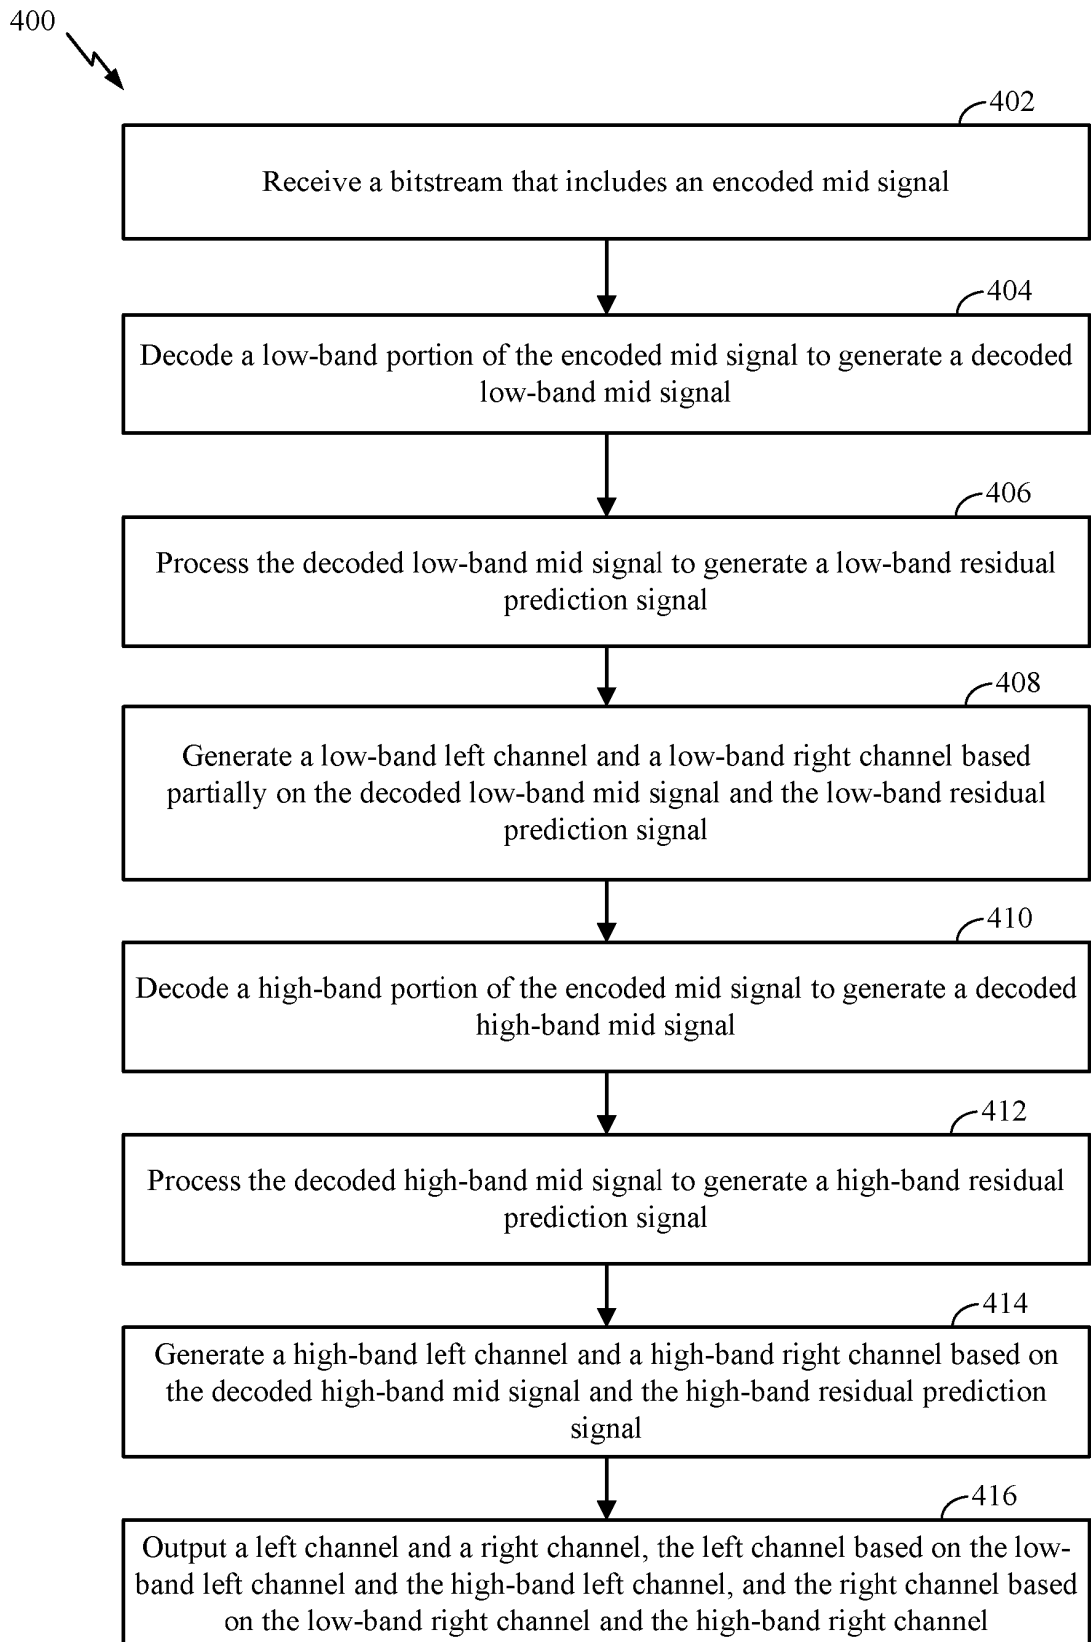 400
402
Receive a bitstream that includes an encoded mid signal
404
Decode a low-band portion of the encoded mid signal to generate a decoded
low-band mid signal
406
Process the decoded low-band mid signal to generate a low-band residual
prediction signal
408
Generate a low-band left channel and a low-band right channel based
partially on the decoded low-band mid signal and the low-band residual
prediction signal
410
Decode a high-band portion of the encoded mid signal to generate a decoded
high-band mid signal
412
Process the decoded high-band mid signal to generate a high-band residual
prediction signal
414
Generate a high-band left channel and a high-band right channel based on
the decoded high-band mid signal and the high-band residual prediction
signal
416
Output a left channel and a right channel, the left channel based on the low-
band left channel and the high-band left channel, and the right channel based
on the low-band right channel and the high-band right channel